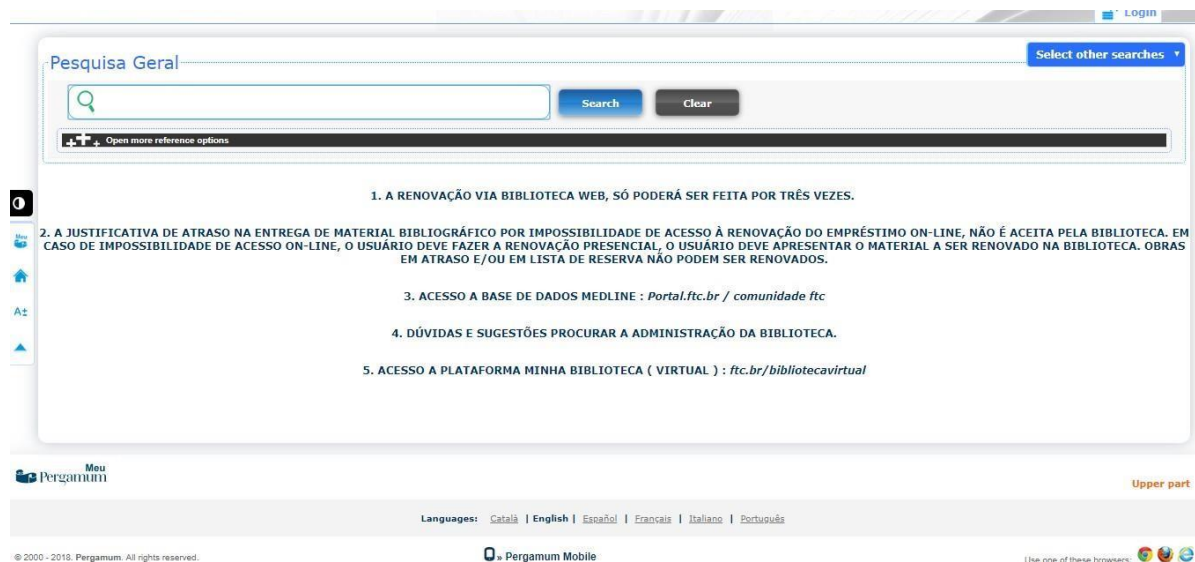 Login
Select other searches
Pesquisa Geral
Search
Clear
Open more reference options
1. A RENOVAÇÃO VIA BIBLIOTECA WEB, SÓ PODERÁ SER FEITA POR TRÊS VEZES.
2. A JUSTIFICATIVA DE ATRASO NA ENTREGA DE MATERIAL BIBLIOGRÁFICO POR IMPOSSIBILIDADE DE ACESSO À RENOVAÇÃO DO EMPRÉSTIMO ON-LINE, NÃO É ACEITA PELA BIBLIOTECA. EM
CASO DE IMPOSSIBILIDADE DE ACESSO ON-LINE, O USUÁRIO DEVE FAZER A RENOVAÇÃO PRESENCIAL, O USUÁRIO DEVE APRESENTAR O MATERIAL A SER RENOVADO NA BIBLIOTECA. OBRAS
EM ATRASO E/OU EM LISTA DE RESERVA NÃO PODEM SER RENOVADOS.
3. ACESSO A BASE DE DADOS MEDLINE : Portal.ftc.br / comunidade ftc
4. DÚVIDAS E SUGESTÕES PROCURAR A ADMINISTRAÇÃO DA BIBLIOTECA.
5. ACESSO A PLATAFORMA MINHA BIBLIOTECA ( VIRTUAL ) : ftc.br/bibliotecavirtual
Meu
A±
Meu
Pergamum
Upper part
Languages: Català | English | Español | Français | Italiano | Português
© 2000 - 2018. Pergamum. All rights reserved.
» Pergamum Mobile
Use one of these browsers: